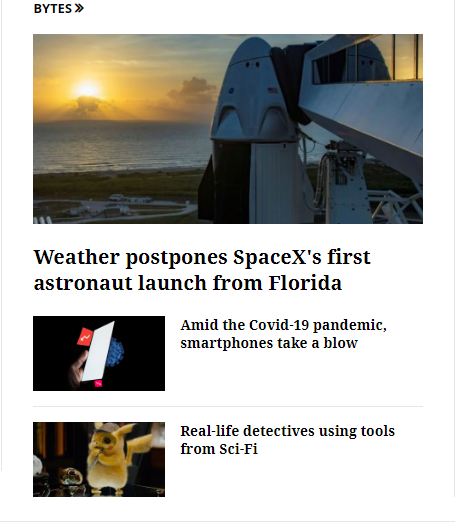 BYTES »
Weather postpones SpaceX's first
astronaut launch from Florida
Amid the Covid-19 pandemic,
smartphones take a blow
Real-life detectives using tools
from Sci-Fi